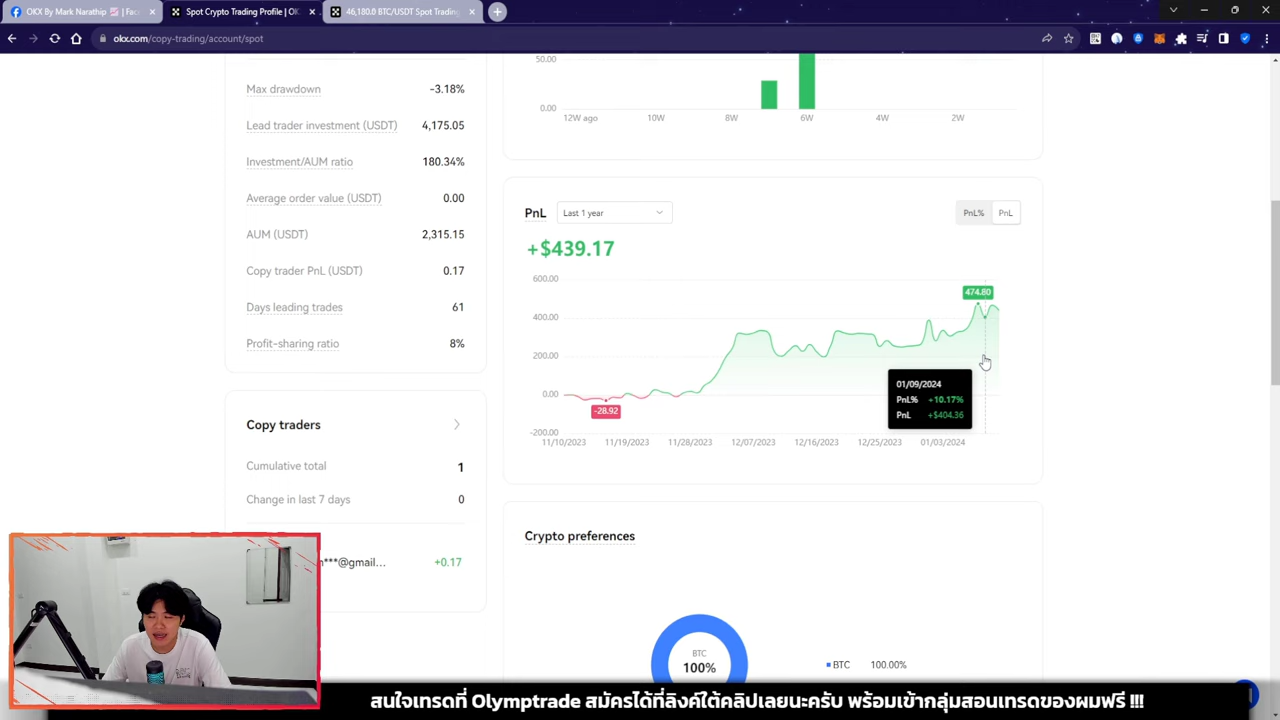 OKX By Mark Narathip 📈 | Fac
Spot Crypto Trading Profile | OK
46,180.0 BTC/USDT Spot Trading
okx.com/copy-trading/account/spot
Max drawdown -3.18%
Lead trader investment (USDT) 4,175.05
Investment/AUM ratio 180.34%
Average order value (USDT) 0.00
AUM (USDT) 2,315.15
Copy trader PnL (USDT) 0.17
Days leading trades 61
Profit-sharing ratio 8%
Copy traders
Cumulative total 1
Change in last 7 days 0
n***@gmail... +0.17
50.00
0.00
12W ago 10W 8W 6W 4W 2W
PnL Last 1 year PnL% PnL
+$439.17
600.00
474.80
400.00
200.00
01/09/2024
PnL% +10.17%
0.00
-28.92
PnL +$404.36
-200.00
11/10/2023 11/19/2023 11/28/2023 12/07/2023 12/16/2023 12/25/2023 01/03/2024
Crypto preferences
BTC
100%
BTC 100.00%
สนใจเทรดที่ Olymptrade สมัครได้ที่ลิงค์ใต้คลิปเลยนะครับ พร้อมเข้ากลุ่มสอนเทรดของผมฟรี !!!